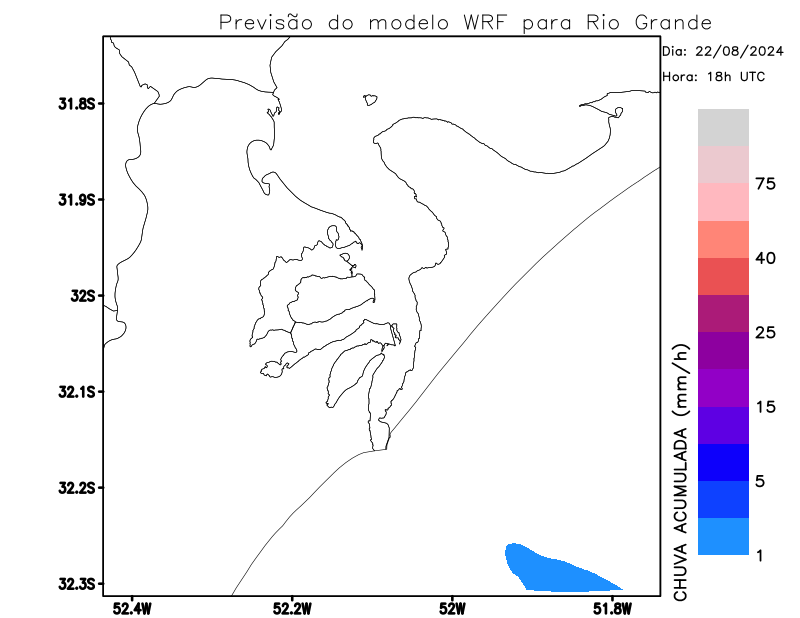 Previsão do modelo WRF para Rio Grande
Dia: 22/08/2024
Hora: 18h UTC
31.8S
31.9S
32S
32.1S
32.2S
32.3S
52.4W
52.2W
52W
51.8W
75
40
25
15
5
1
CHUVA ACUMULADA (mm/h)